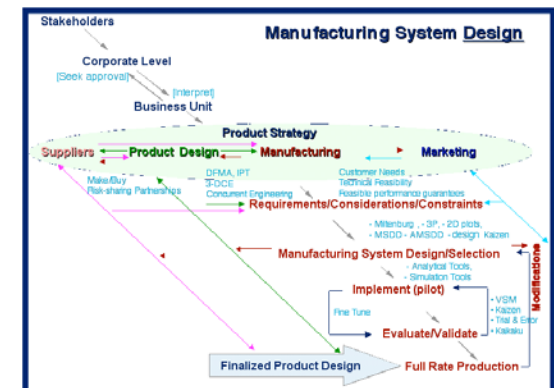 Stakeholders
Manufacturing System Design
Corporate Level
[Seek approval]
[Interpret]
Business Unit
Product Strategy
Suppliers
Product Design
Manufacturing
Marketing
Make/Buy
Risk-sharing Partnerships
DFMA, IPT
3-DCE
Concurrent Engineering
Customer Needs
Technical Feasibility
Feasible performance guarantees
Requirements/Considerations/Constraints
- Miltenburg , - 3P, - 2D plots,
- MSDD - AMSDD - design Kaizen
Manufacturing System Design/Selection
- Analytical Tools,
- Simulation Tools
Modifications
Implement (pilot)
Fine Tune
- VSM
- Kaizen
- Trial & Error
- Kaikaku
Evaluate/Validate
Finalized Product Design
Full Rate Production